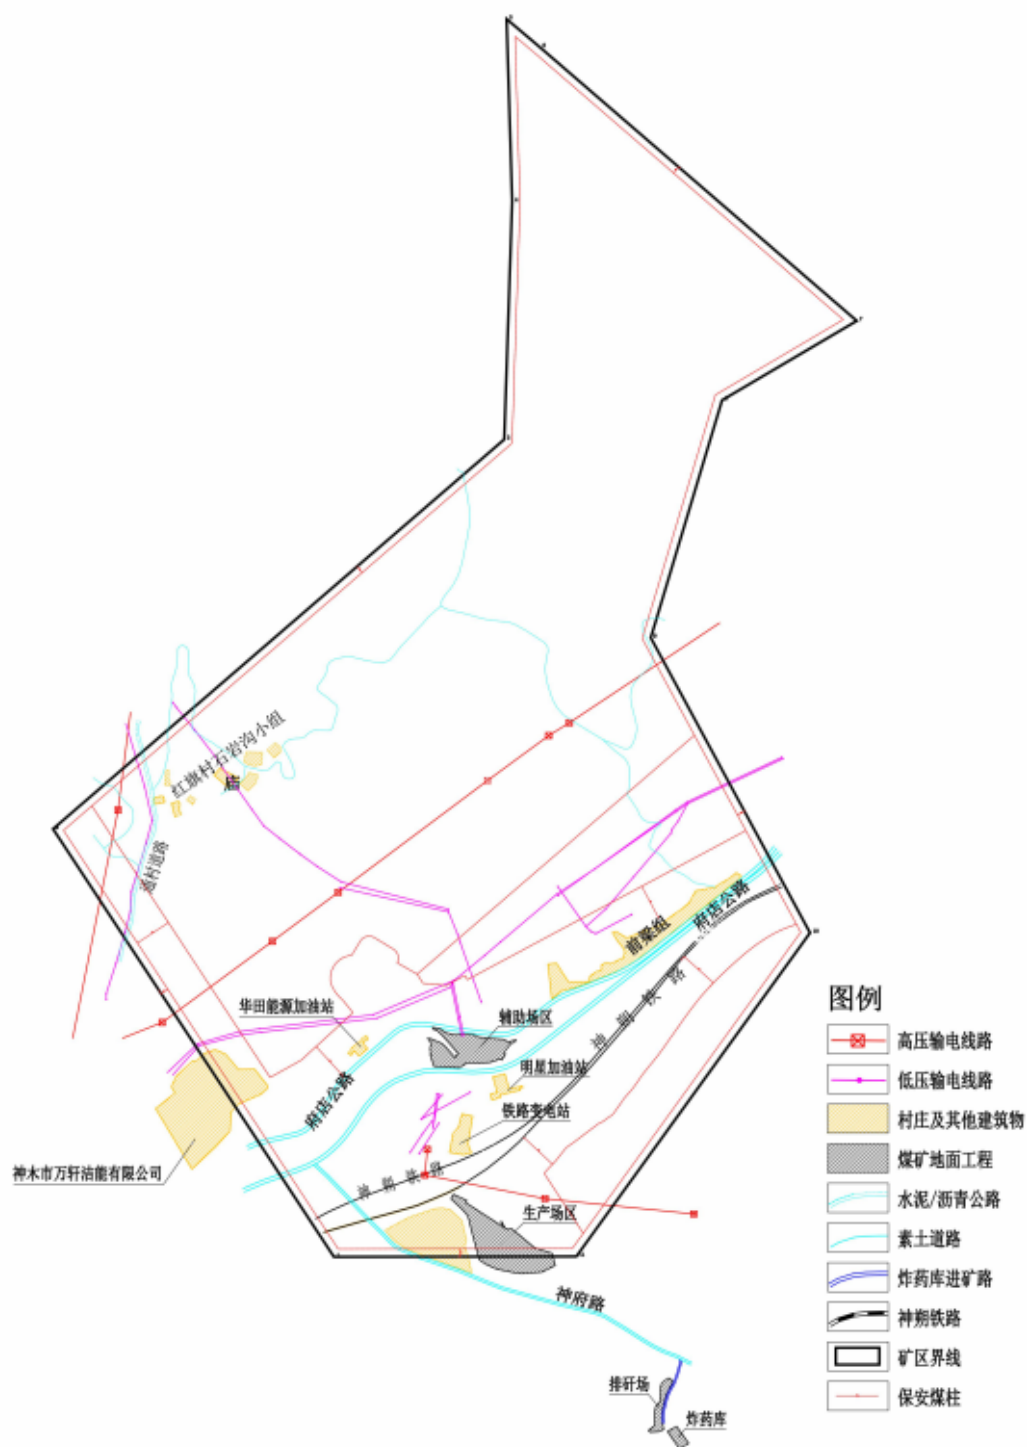 红旗村石岩沟小组
庙
通村道路
府店公路
前梁组
神朔铁路
华田能源加油站
辅助场区
明星加油站
府店公路
铁路变电站
神木市万轩洁能有限公司
神朔铁路
生产场区
神府路
排矸场
炸药库
图例
高压输电线路
低压输电线路
村庄及其他建筑物
煤矿地面工程
水泥/沥青公路
素土道路
炸药库进矿路
神朔铁路
矿区界线
保安煤柱